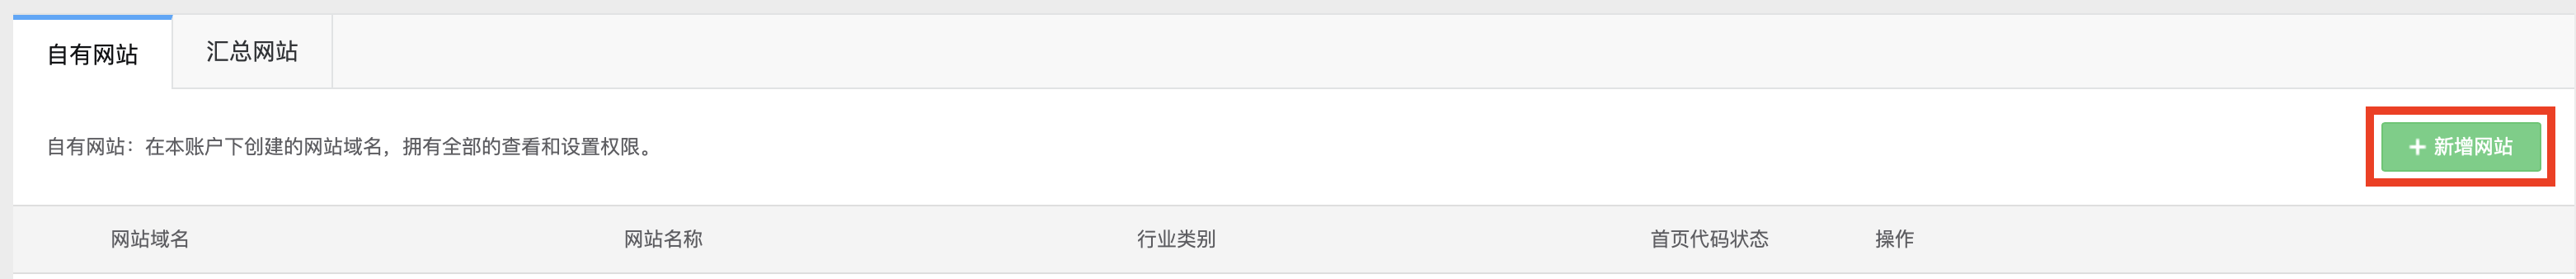 自有网站 汇总网站
自有网站：在本账户下创建的网站域名，拥有全部的查看和设置权限。 + 新增网站
网站域名 网站名称 行业类别 首页代码状态 操作